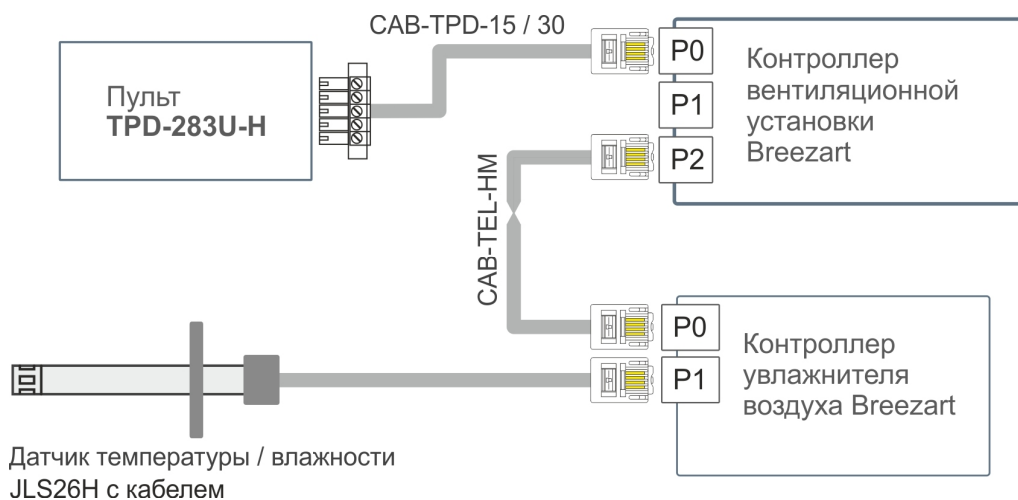 CAB-TPD-15 / 30
Пульт
TPD-283U-H
P0
P1
P2
Контроллер
вентиляционной
установки
Breezart
CAB-TEL-HM
P0
P1
Контроллер
увлажнителя
воздуха Breezart
Датчик температуры / влажности
JLS26H с кабелем